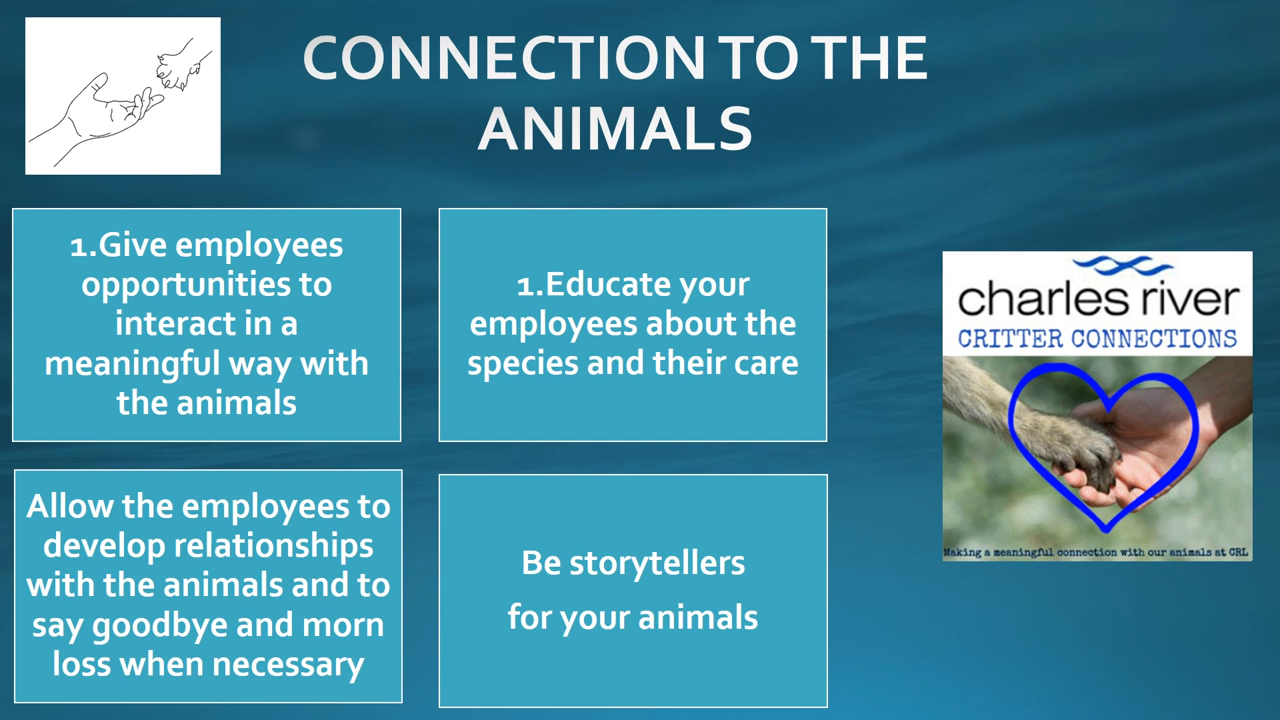 CONNECTION TO THE
ANIMALS
1.Give employees
opportunities to
interact in a
meaningful way with
the animals
1.Educate your
employees about the
species and their care
Allow the employees to
develop relationships
with the animals and to
say goodbye and morn
loss when necessary
Be storytellers
for your animals
charles river
CRITTER CONNECTIONS
Making a meaningful connection with our animals at CRL